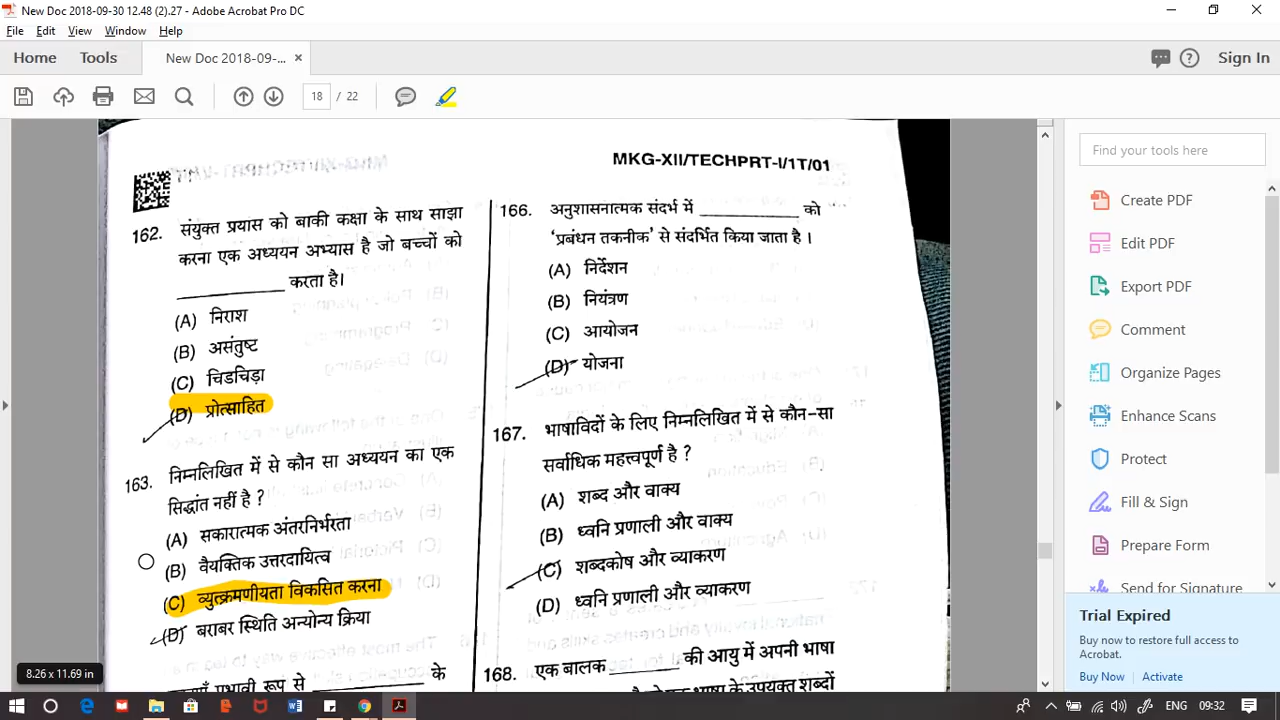 New Doc 2018-09-30 12.48 (2).27 - Adobe Acrobat Pro DC
File Edit View Window Help
Home Tools New Doc 2018-09-... × Sign In
18 / 22
MKG-XII/TECHPRT-I/1T/01
162. संयुक्त प्रयास को बाकी कक्षा के साथ साझा
करना एक अध्ययन अभ्यास है जो बच्चों को
____________ करता है।
(A) निराश
(B) असंतुष्ट
(C) चिडचिड़ा
(D) प्रोत्साहित
163. निम्नलिखित में से कौन सा अध्ययन का एक
सिद्धांत नहीं है ?
(A) सकारात्मक अंतरनिर्भरता
(B) वैयक्तिक उत्तरदायित्व
(C) व्युत्क्रमणीयता विकसित करना
(D) बराबर स्थिति अन्योन्य क्रिया
प्रभावी रूप से ____________ के
166. अनुशासनात्मक संदर्भ में ____________ को
‘प्रबंधन तकनीक’ से संदर्भित किया जाता है ।
(A) निर्देशन
(B) नियंत्रण
(C) आयोजन
(D) योजना
167. भाषाविदों के लिए निम्नलिखित में से कौन-सा
सर्वाधिक महत्त्वपूर्ण है ?
(A) शब्द और वाक्य
(B) ध्वनि प्रणाली और वाक्य
(C) शब्दकोष और व्याकरण
(D) ध्वनि प्रणाली और व्याकरण
168. एक बालक ________ की आयु में अपनी भाषा
भाषा के उपयुक्त शब्दों
8.26 x 11.69 in
Find your tools here
Create PDF
Edit PDF
Export PDF
Comment
Organize Pages
Enhance Scans
Protect
Fill & Sign
Prepare Form
Send for Signature
Trial Expired
Buy now to restore full access to
Acrobat.
Buy Now Activate
ENG 09:32